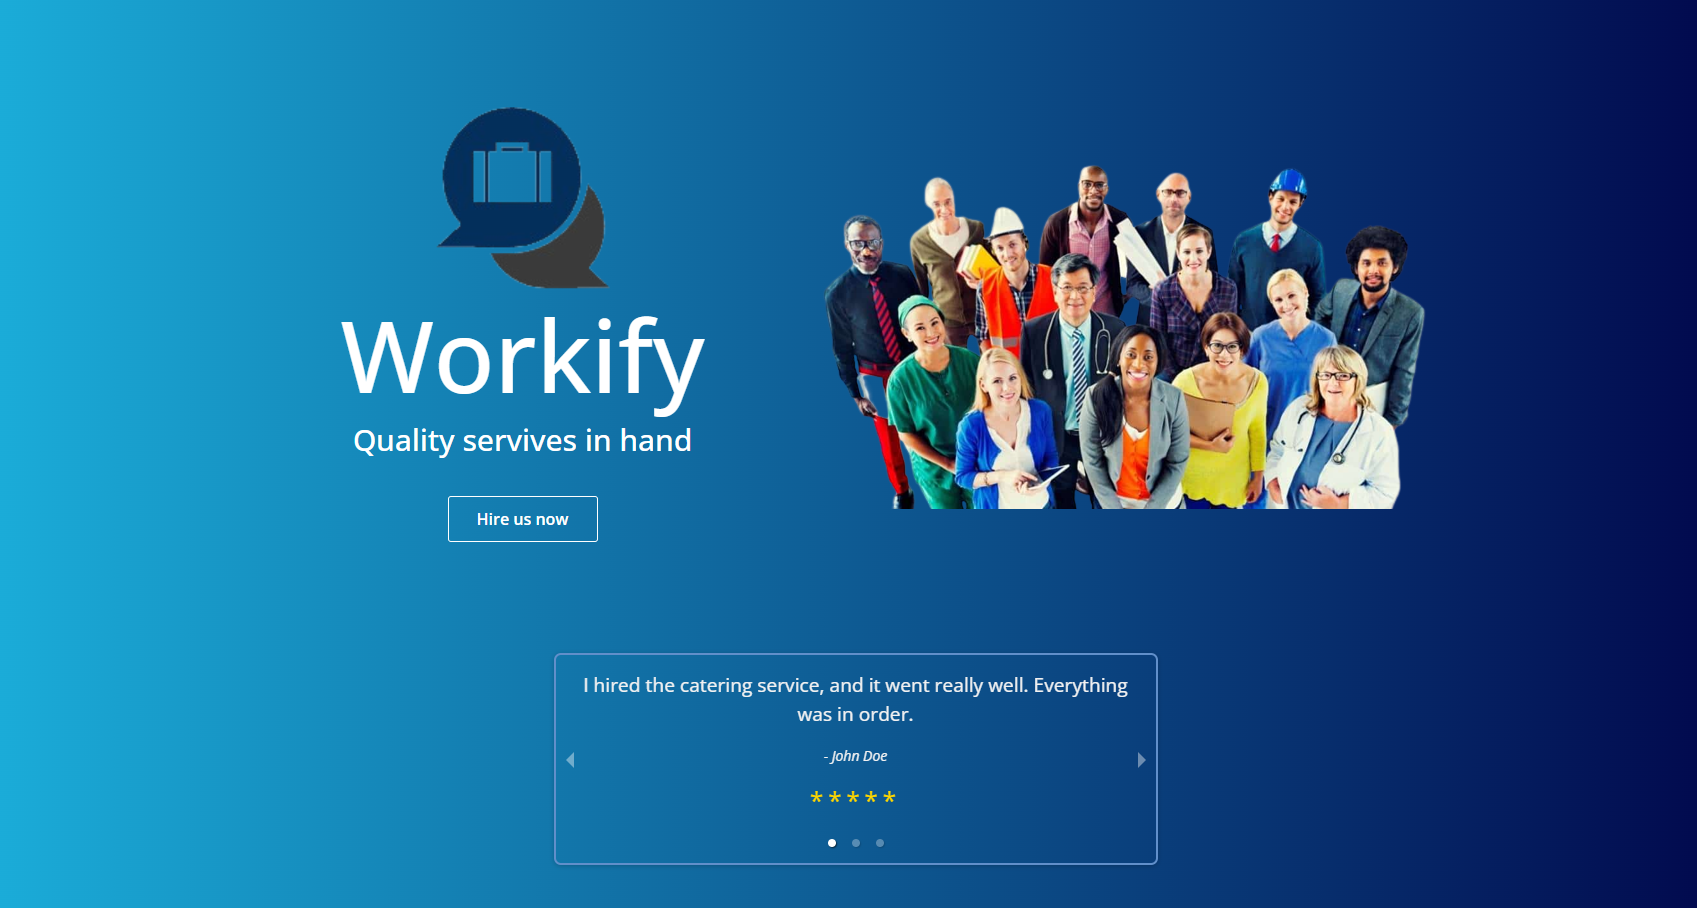 Workify
Quality servives in hand
Hire us now
I hired the catering service, and it went really well. Everything
was in order.
- John Doe
* * * * *